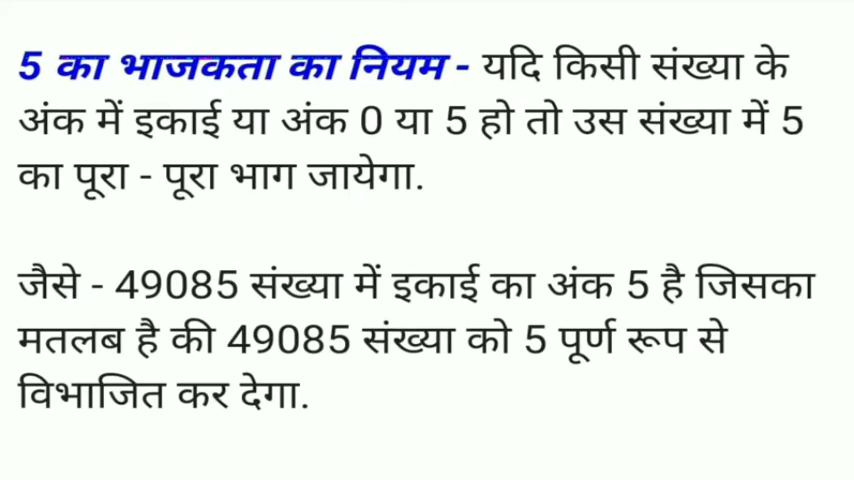 5 का भाजकता का नियम - यदि किसी संख्या के
अंक में इकाई या अंक 0 या 5 हो तो उस संख्या में 5
का पूरा - पूरा भाग जायेगा.
जैसे - 49085 संख्या में इकाई का अंक 5 है जिसका
मतलब है की 49085 संख्या को 5 पूर्ण रूप से
विभाजित कर देगा.